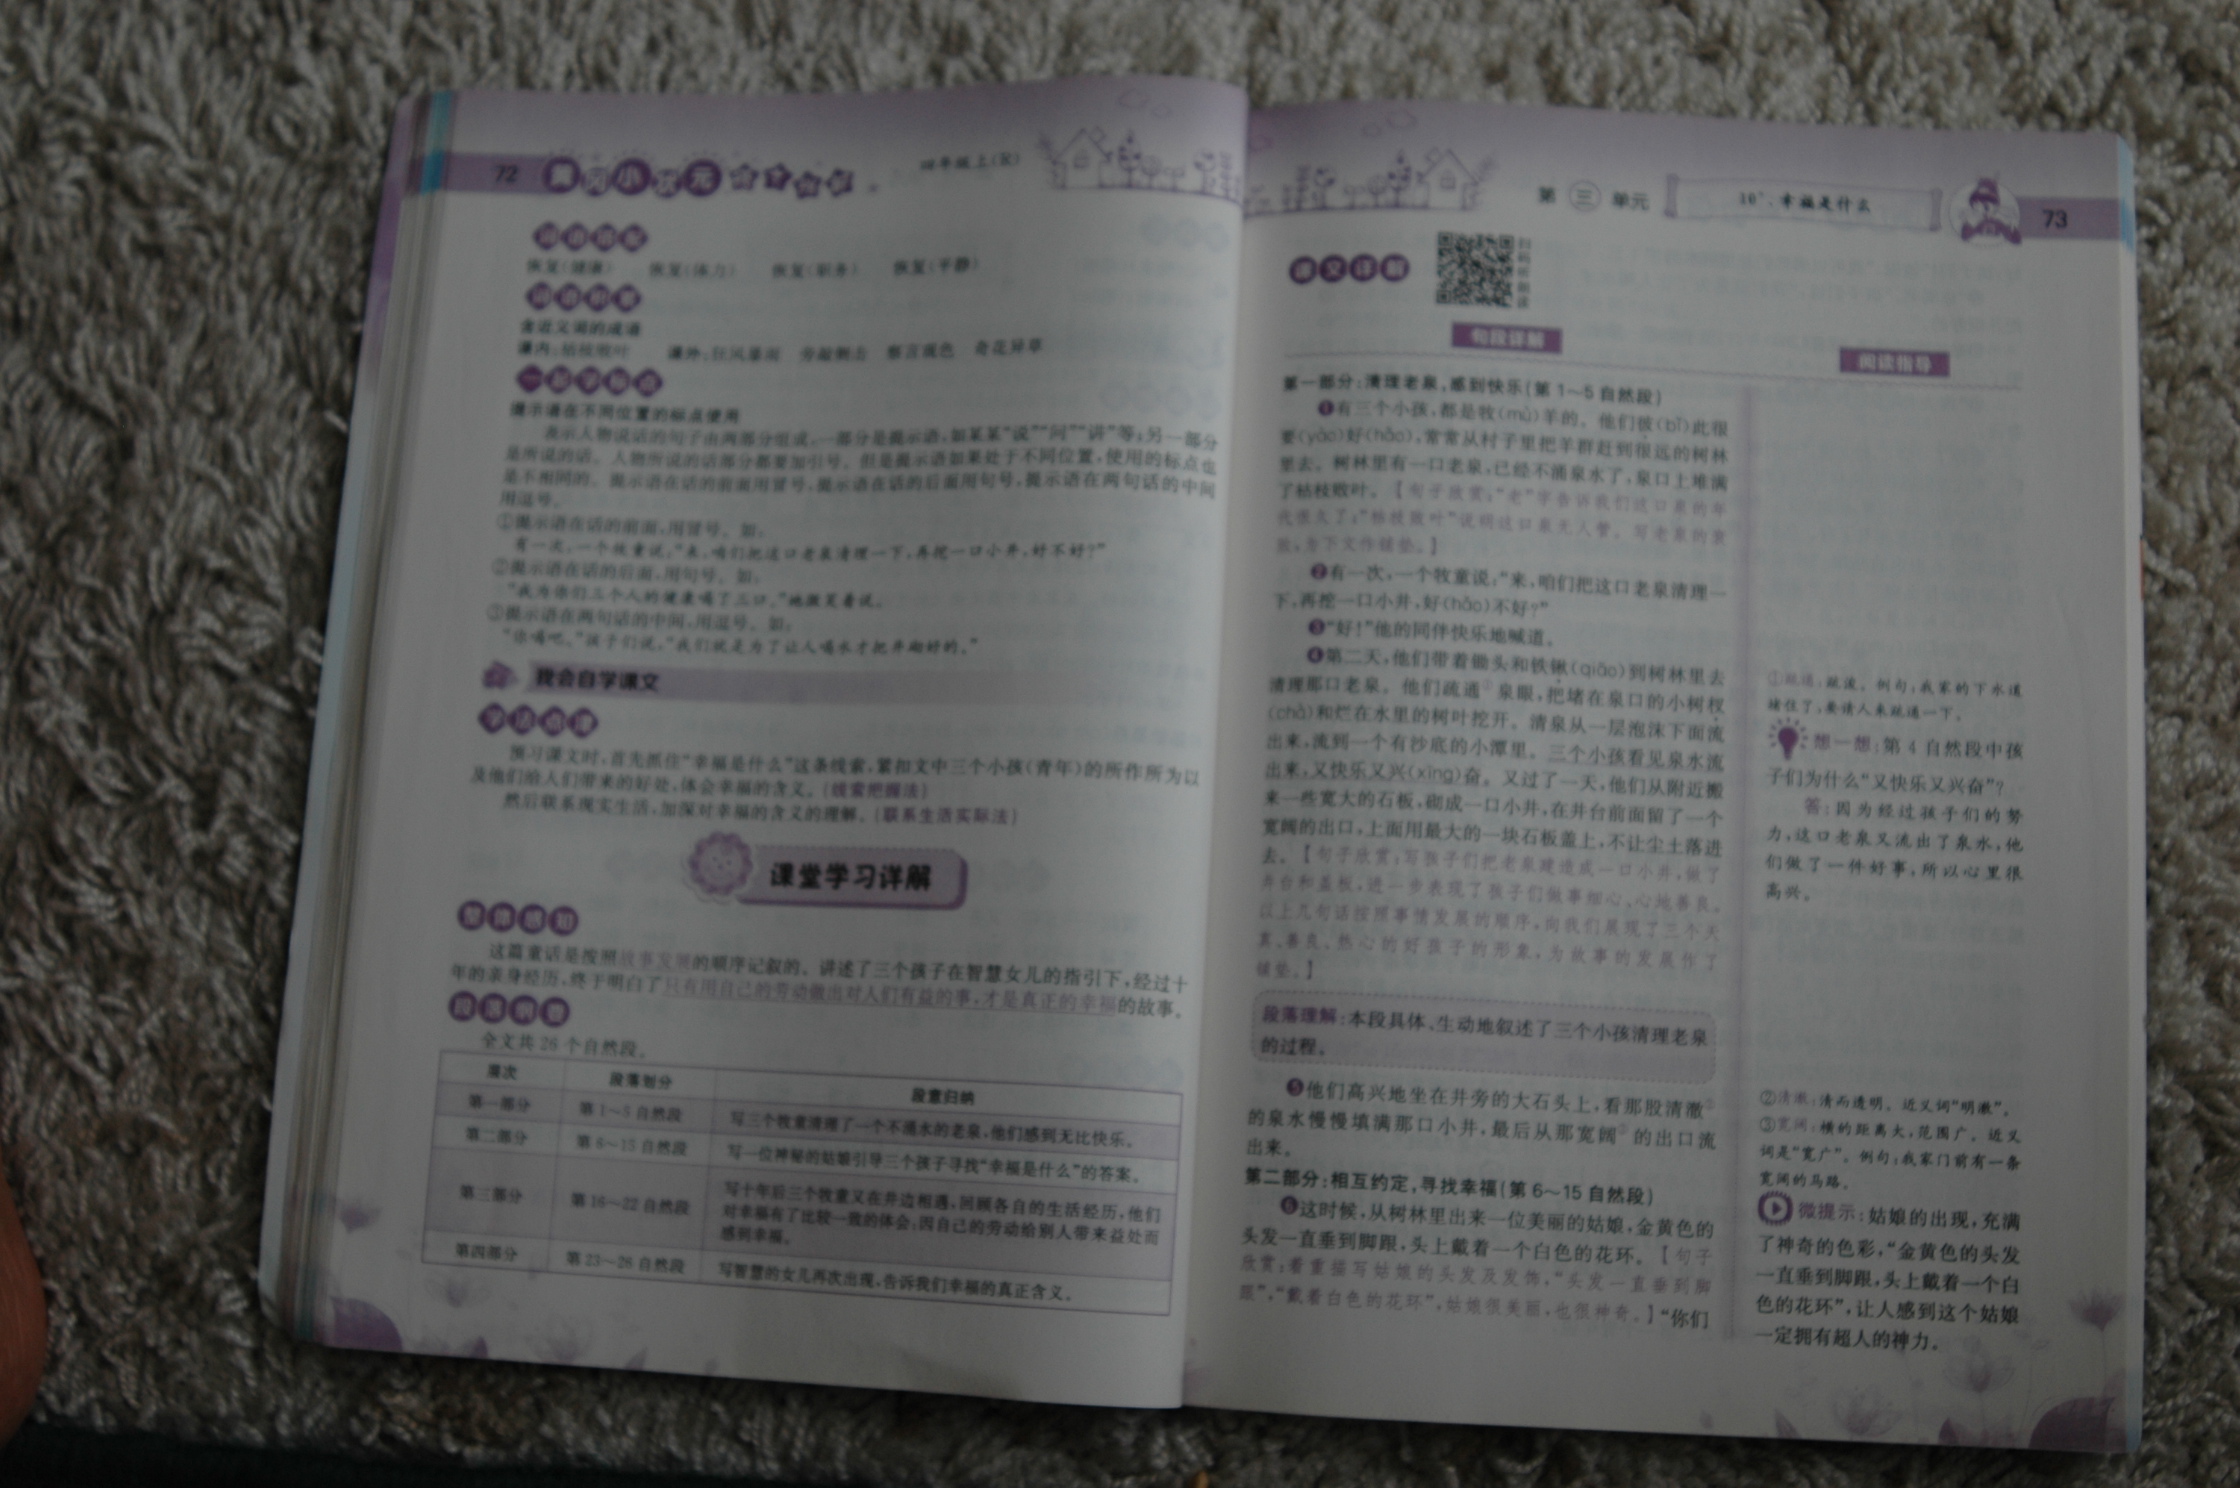 72 黄冈小状元
四年级上(R)
词语搭配
恢复(健康) 恢复(体力) 恢复(职务) 恢复(平静)
词语积累
含近义词的成语
课内:枯枝败叶 课外:狂风暴雨 旁敲侧击 察言观色 奇花异草
一起学标点
提示语在不同位置的标点使用
表示人物说话的句子由两部分组成,一部分是提示语,如某某“说”“问”“讲”等;另一部分
是所说的话。人物所说的话部分都要加引号。但是提示语如果处于不同位置,使用的标点也
是不相同的。提示语在话的前面用冒号,提示语在话的后面用句号,提示语在两句话的中间
用逗号。
①提示语在话的前面,用冒号。如:
有一次,一个牧童说:“来,咱们把这口老泉清理一下,再挖一口小井,好不好?”
②提示语在话的后面,用句号。如:
“我为你们三个人的健康喝了三口。”她微笑着说。
③提示语在两句话的中间,用逗号。如:
“你喝吧。”孩子们说,“我们就是为了让人喝水才把井砌好的。”
我会自学课文
学法点津
预习课文时,首先抓住“幸福是什么”这条线索,紧扣文中三个小孩(青年)的所作所为以
及他们给人们带来的好处,体会幸福的含义。(线索把握法)
然后联系现实生活,加深对幸福的含义的理解。(联系生活实际法)
课堂学习详解
整体感知
这篇童话是按照故事发展的顺序记叙的。讲述了三个孩子在智慧女儿的指引下,经过十
年的亲身经历,终于明白了只有用自己的劳动做出对人们有益的事,才是真正的幸福的故事。
段落纲要
全文共26个自然段。
层次 段落划分 段意归纳
第一部分 第1～5自然段 写三个牧童清理了一个不涌水的老泉,他们感到无比快乐。
第二部分 第6～15自然段 写一位神秘的姑娘引导三个孩子寻找“幸福是什么”的答案。
第三部分 第16～22自然段 写十年后三个牧童又在井边相遇,回顾各自的生活经历,他们
对幸福有了比较一致的体会:因自己的劳动给别人带来益处而
感到幸福。
第四部分 第23～26自然段 写智慧的女儿再次出现,告诉我们幸福的真正含义。
第三单元 10*.幸福是什么 73
课文详解
扫码听朗读
句段详解
阅读指导
第一部分:清理老泉,感到快乐(第1～5自然段)
❶有三个小孩,都是牧(mù)羊的。他们彼(bǐ)此很
要(yào)好(hǎo),常常从村子里把羊群赶到很远的树林
里去。树林里有一口老泉,已经不涌泉水了,泉口上堆满
了枯枝败叶。【句子欣赏:“老”字告诉我们这口泉的年
代很久了;“枯枝败叶”说明这口泉无人管。写老泉的衰
败,为下文作铺垫。】
❷有一次,一个牧童说:“来,咱们把这口老泉清理一
下,再挖一口小井,好(hǎo)不好?”
❸“好!”他的同伴快乐地喊道。
❹第二天,他们带着锄头和铁锹(qiāo)到树林里去
清理那口老泉。他们疏通①泉眼,把堵在泉口的小树杈
(chà)和烂在水里的树叶挖开。清泉从一层泡沫下面流
出来,流到一个有沙底的小潭里。三个小孩看见泉水流
出来,又快乐又兴(xīng)奋。又过了一天,他们从附近搬
来一些宽大的石板,砌成一口小井,在井台前面留了一个
宽阔的出口,上面用最大的一块石板盖上,不让尘土落进
去。【句子欣赏:写孩子们把老泉建造成一口小井,做了
井台和盖板,进一步表现了孩子们做事细心、心地善良。
以上几句话按照事情发展的顺序,向我们展现了三个天
真、善良、热心的好孩子的形象,为故事的发展作了
铺垫。】
段落理解:本段具体、生动地叙述了三个小孩清理老泉
的过程。
❺他们高兴地坐在井旁的大石头上,看那股清澈②
的泉水慢慢填满那口小井,最后从那宽阔③的出口流
出来。
第二部分:相互约定,寻找幸福(第6～15自然段)
❻这时候,从树林里出来一位美丽的姑娘,金黄色的
头发一直垂到脚跟,头上戴着一个白色的花环。【句子
欣赏:着重描写姑娘的头发及发饰,“头发一直垂到脚
跟”,“戴着白色的花环”,姑娘很美丽,也很神奇。】“你们
①疏通:疏流。例句:我家的下水道
堵住了,要请人来疏通一下。
想一想:第4自然段中孩
子们为什么“又快乐又兴奋”?
答:因为经过孩子们的努
力,这口老泉又流出了泉水,他
们做了一件好事,所以心里很
高兴。
②清澈:清而透明。近义词“明澈”。
③宽阔:横的距离大,范围广。近义
词是“宽广”。例句:我家门前有一条
宽阔的马路。
微提示:姑娘的出现,充满
了神奇的色彩,“金黄色的头发
一直垂到脚跟,头上戴着一个白
色的花环”,让人感到这个姑娘
一定拥有超人的神力。